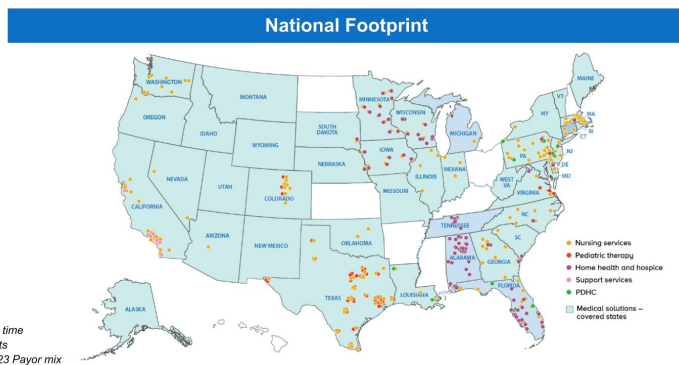 National Footprint
WASHINGTON
MONTANA
OREGON
IDAHO
WYOMING
SOUTH
DAKOTA
MINNESOTA
WISCONSIN
MICHIGAN
NEBRASKA
IOWA
ILLINOIS
INDIANA
NEVADA
UTAH
COLORADO
CALIFORNIA
ARIZONA
NEW MEXICO
OKLAHOMA
MISSOURI
TEXAS
LOUISIANA
TENNESSEE
ALABAMA
GEORGIA
FLORIDA
SC
NC
VIRGINIA
WEST
VA
PA
NY
VT
MAINE
MA
RI
CT
NJ
DE
MD
ALASKA
Nursing services
Pediatric therapy
Home health and hospice
Support services
PDHC
Medical solutions –
covered states
time
ts
23 Payor mix